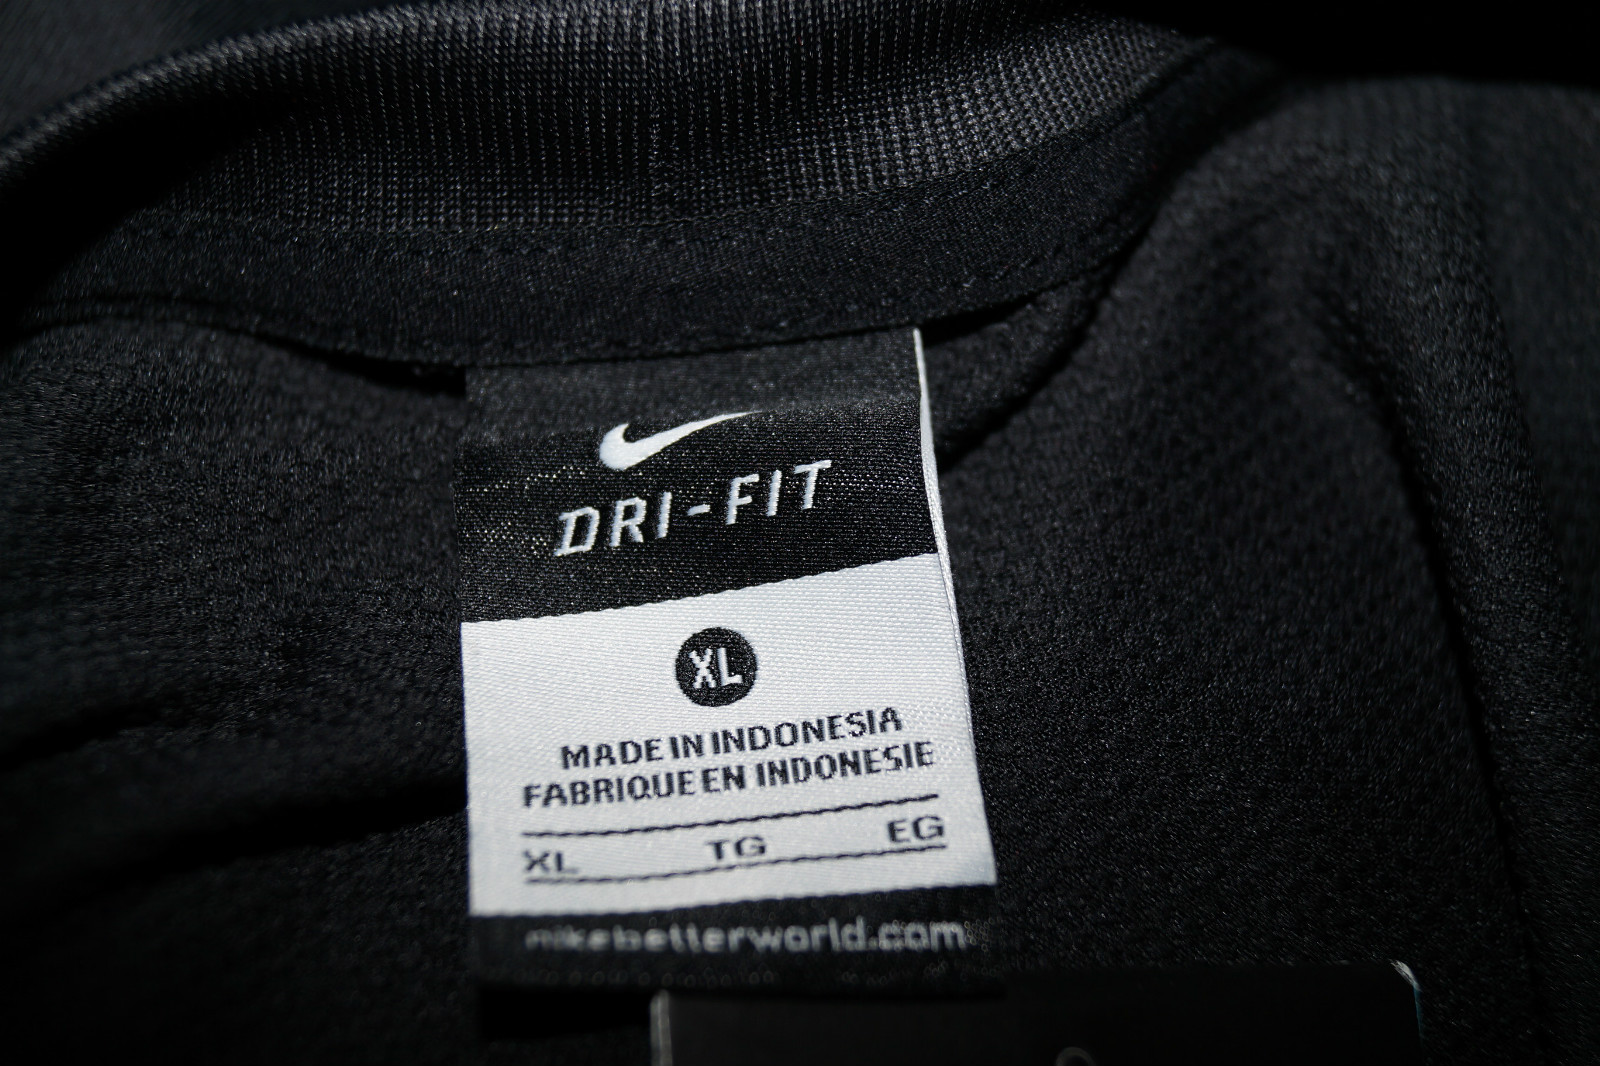 DRI-FIT
XL
MADE IN INDONESIA
FABRIQUE EN INDONESIE
XL TG EG
nikebetterworld.com